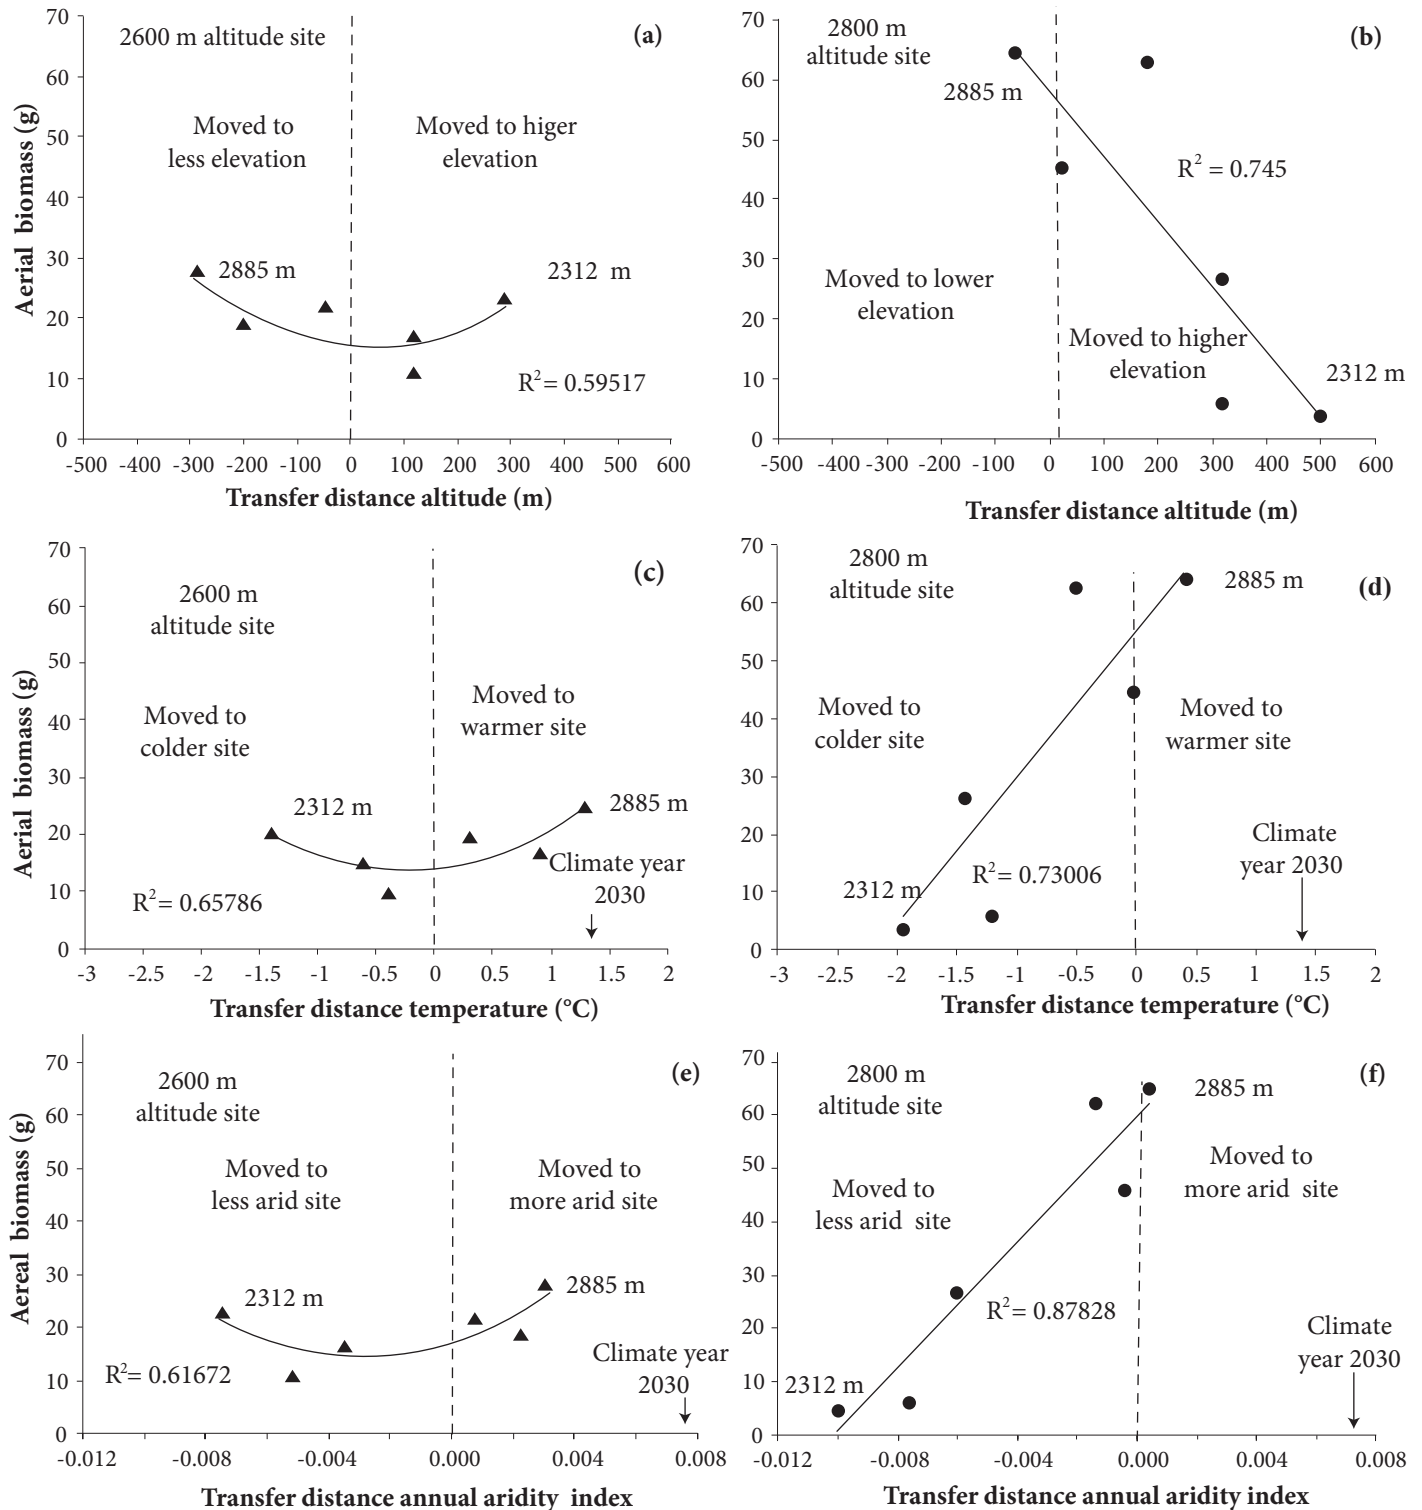 (a)
2600 m altitude site
Moved to
less elevation
Moved to higer
elevation
2885 m
2312 m
R² = 0.59517
Aerial biomass (g)
70
60
50
40
30
20
10
0
-500 -400 -300 -200 -100 0 100 200 300 400 500 600
Transfer distance altitude (m)
(b)
2800 m
altitude site
2885 m
R² = 0.745
Moved to lower
elevation
Moved to higher
elevation
2312 m
70
60
50
40
30
20
10
0
-500 -400 -300 -200 -100 0 100 200 300 400 500 600
Transfer distance altitude (m)
(c)
2600 m
altitude site
Moved to
colder site
Moved to
warmer site
2312 m
2885 m
R² = 0.65786
Climate year
2030
Aerial biomass (g)
70
60
50
40
30
20
10
0
-3 -2.5 -2 -1.5 -1 -0.5 0 0.5 1 1.5 2
Transfer distance temperature (°C)
(d)
2800 m
altitude site
2885 m
Moved to
colder site
Moved to
warmer site
2312 m
R² = 0.73006
Climate
year 2030
70
60
50
40
30
20
10
0
-3 -2.5 -2 -1.5 -1 -0.5 0 0.5 1 1.5 2
Transfer distance temperature (°C)
(e)
2600 m
altitude site
Moved to
less arid site
Moved to
more arid site
2312 m
2885 m
R² = 0.61672
Climate year
2030
Aereal biomass (g)
70
60
50
40
30
20
10
0
-0.012 -0.008 -0.004 0.000 0.004 0.008
Transfer distance annual aridity index
(f)
2800 m
altitude site
2885 m
Moved to
less arid site
Moved to
more arid site
R² = 0.87828
2312 m
Climate
year 2030
70
60
50
40
30
20
10
0
-0.012 -0.008 -0.004 0.000 0.004 0.008
Transfer distance annual aridity index